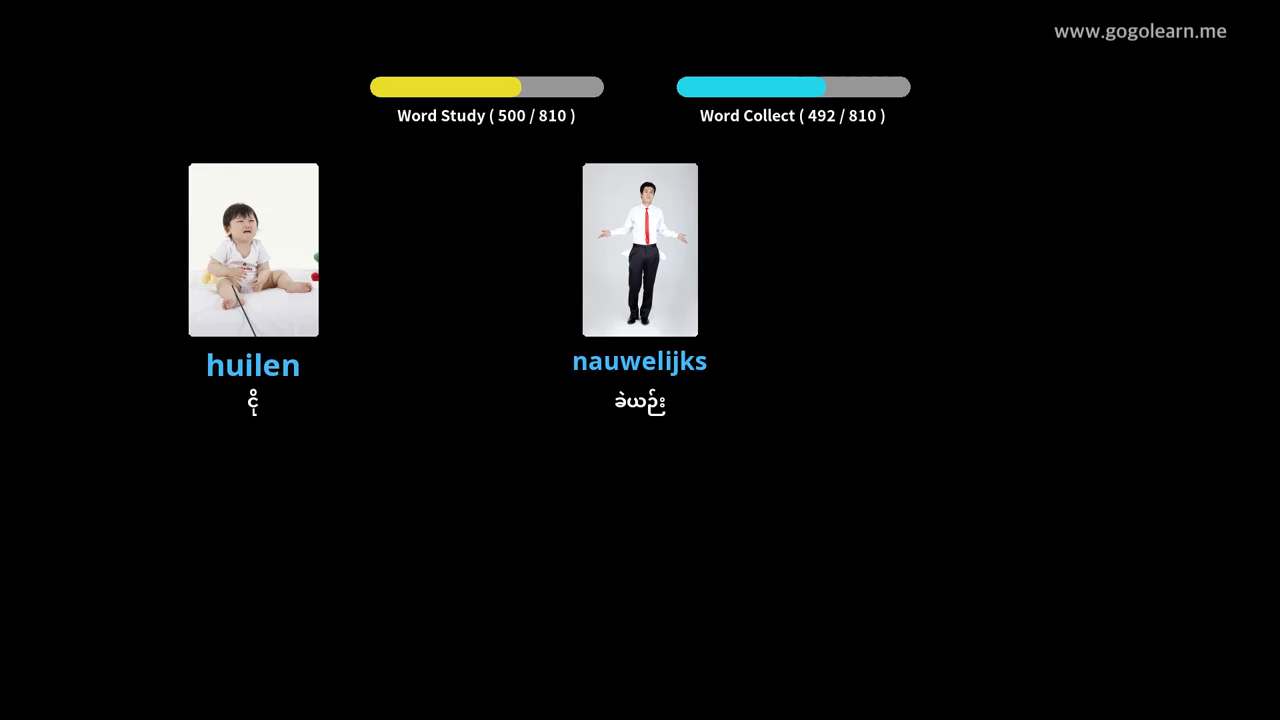 www.gogolearn.me
Word Study ( 500 / 810 )
Word Collect ( 492 / 810 )
huilen
ငို
nauwelijks
ခဲယဉ်း